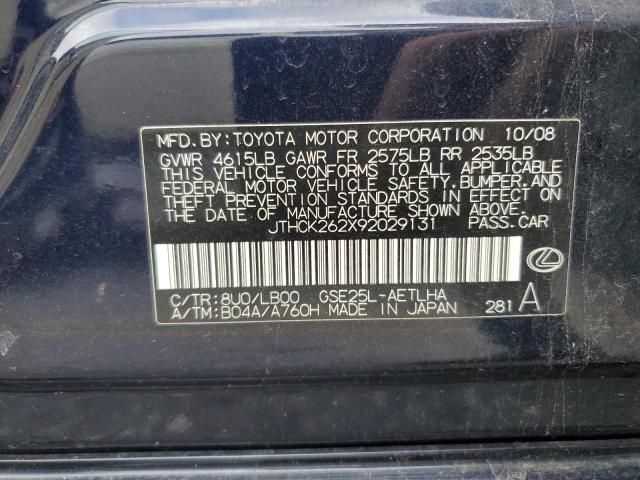 MFD. BY: TOYOTA MOTOR CORPORATION 10/08
GVWR 4615LB GAWR FR 2575LB RR 2535LB
THIS VEHICLE CONFORMS TO ALL APPLICABLE
FEDERAL MOTOR VEHICLE SAFETY, BUMPER, AND
THEFT PREVENTION STANDARDS IN EFFECT ON
THE DATE OF MANUFACTURE SHOWN ABOVE.
JTHCK262X92029131 PASS. CAR
C/TR: 8U0/LB00 GSE25L-AETLHA
A/TM: B04A/A760H MADE IN JAPAN 281 A